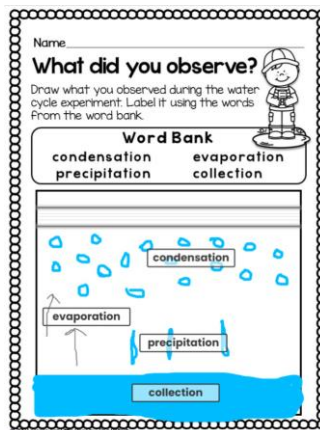 Name
What did you observe?
Draw what you observed during the water
cycle experiment. Label it using the words
from the word bank.
Word Bank
condensation evaporation
precipitation collection
condensation
evaporation
precipitation
collection